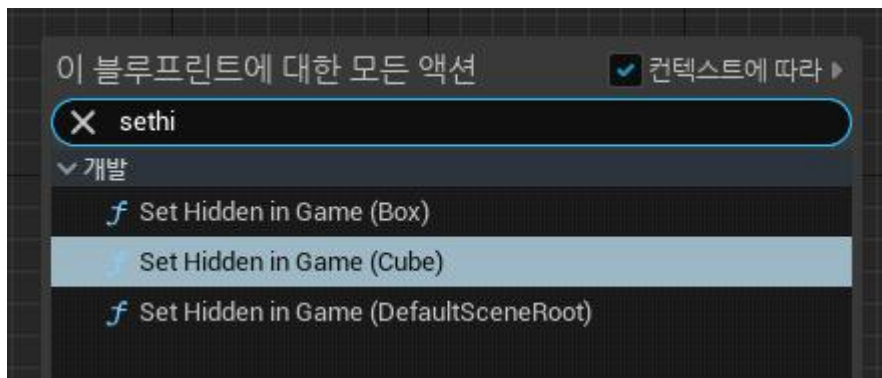 이 블루프린트에 대한 모든 액션 컨텍스트에 따라
sethi
개발
Set Hidden in Game (Box)
Set Hidden in Game (Cube)
Set Hidden in Game (DefaultSceneRoot)